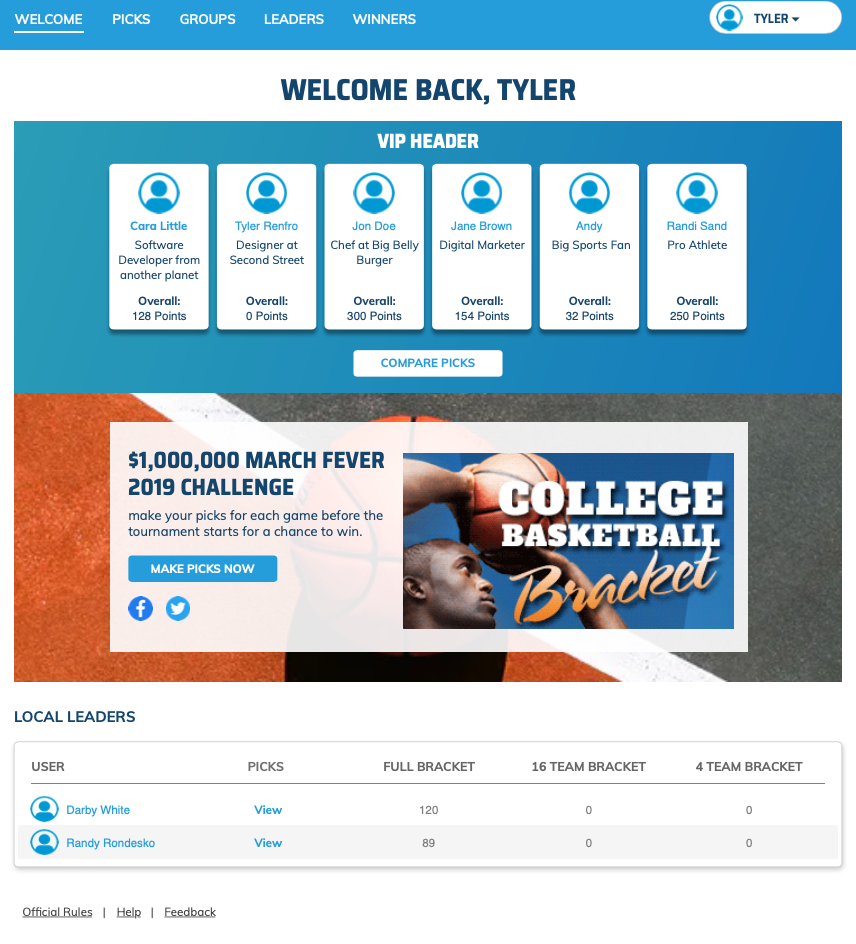 WELCOME PICKS GROUPS LEADERS WINNERS TYLER
WELCOME BACK, TYLER
VIP HEADER
Cara Little
Software
Developer from
another planet
Overall:
128 Points
Tyler Renfro
Designer at
Second Street
Overall:
0 Points
Jon Doe
Chef at Big Belly
Burger
Overall:
300 Points
Jane Brown
Digital Marketer
Overall:
154 Points
Andy
Big Sports Fan
Overall:
32 Points
Randi Sand
Pro Athlete
Overall:
250 Points
COMPARE PICKS
$1,000,000 MARCH FEVER
2019 CHALLENGE
make your picks for each game before the
tournament starts for a chance to win.
MAKE PICKS NOW
COLLEGE
BASKETBALL
Bracket
LOCAL LEADERS
USER PICKS FULL BRACKET 16 TEAM BRACKET 4 TEAM BRACKET
Darby White View 120 0 0
Randy Rondesko View 89 0 0
Official Rules | Help | Feedback